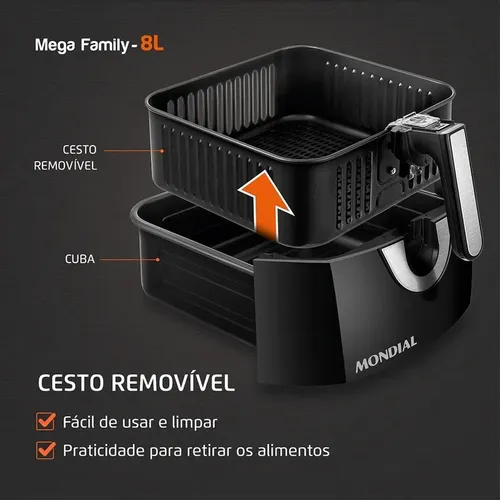 Mega Family - 8L
CESTO
REMOVÍVEL
CUBA
MONDIAL
CESTO REMOVÍVEL
Fácil de usar e limpar
Praticidade para retirar os alimentos